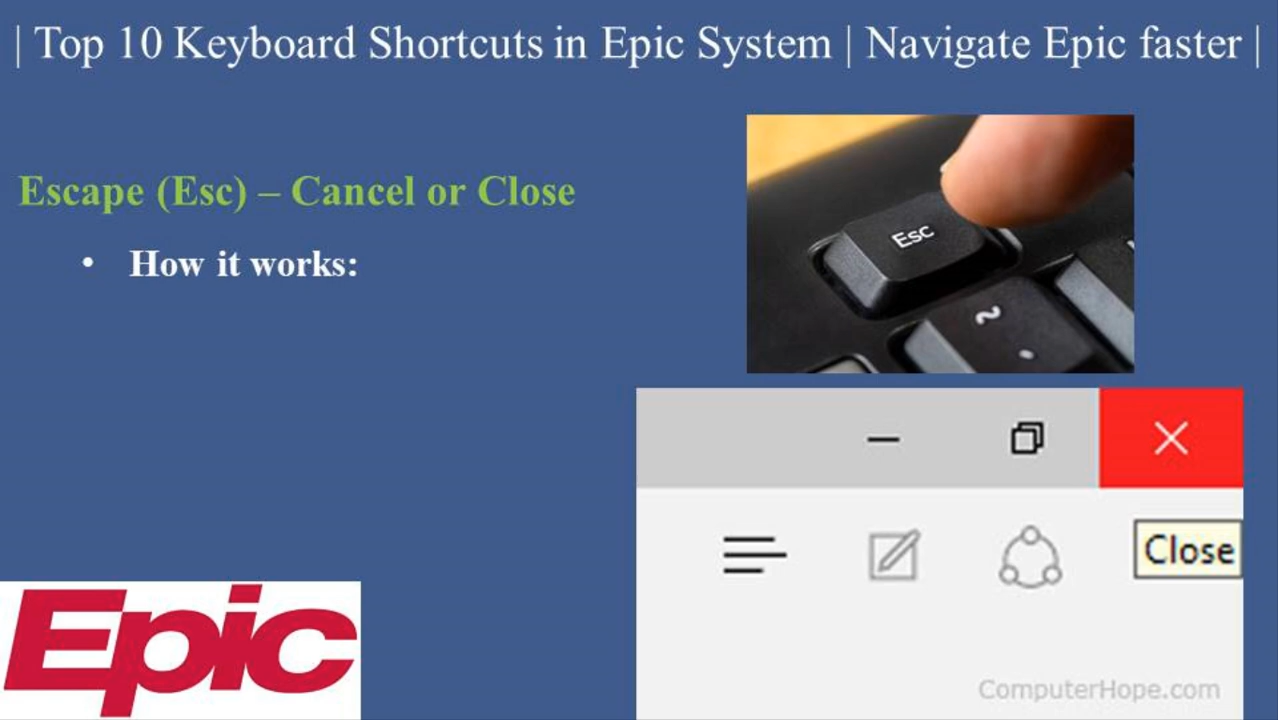 | Top 10 Keyboard Shortcuts in Epic System | Navigate Epic faster |
Escape (Esc) – Cancel or Close
• How it works:
Esc
~
Close
ComputerHope.com
Epic